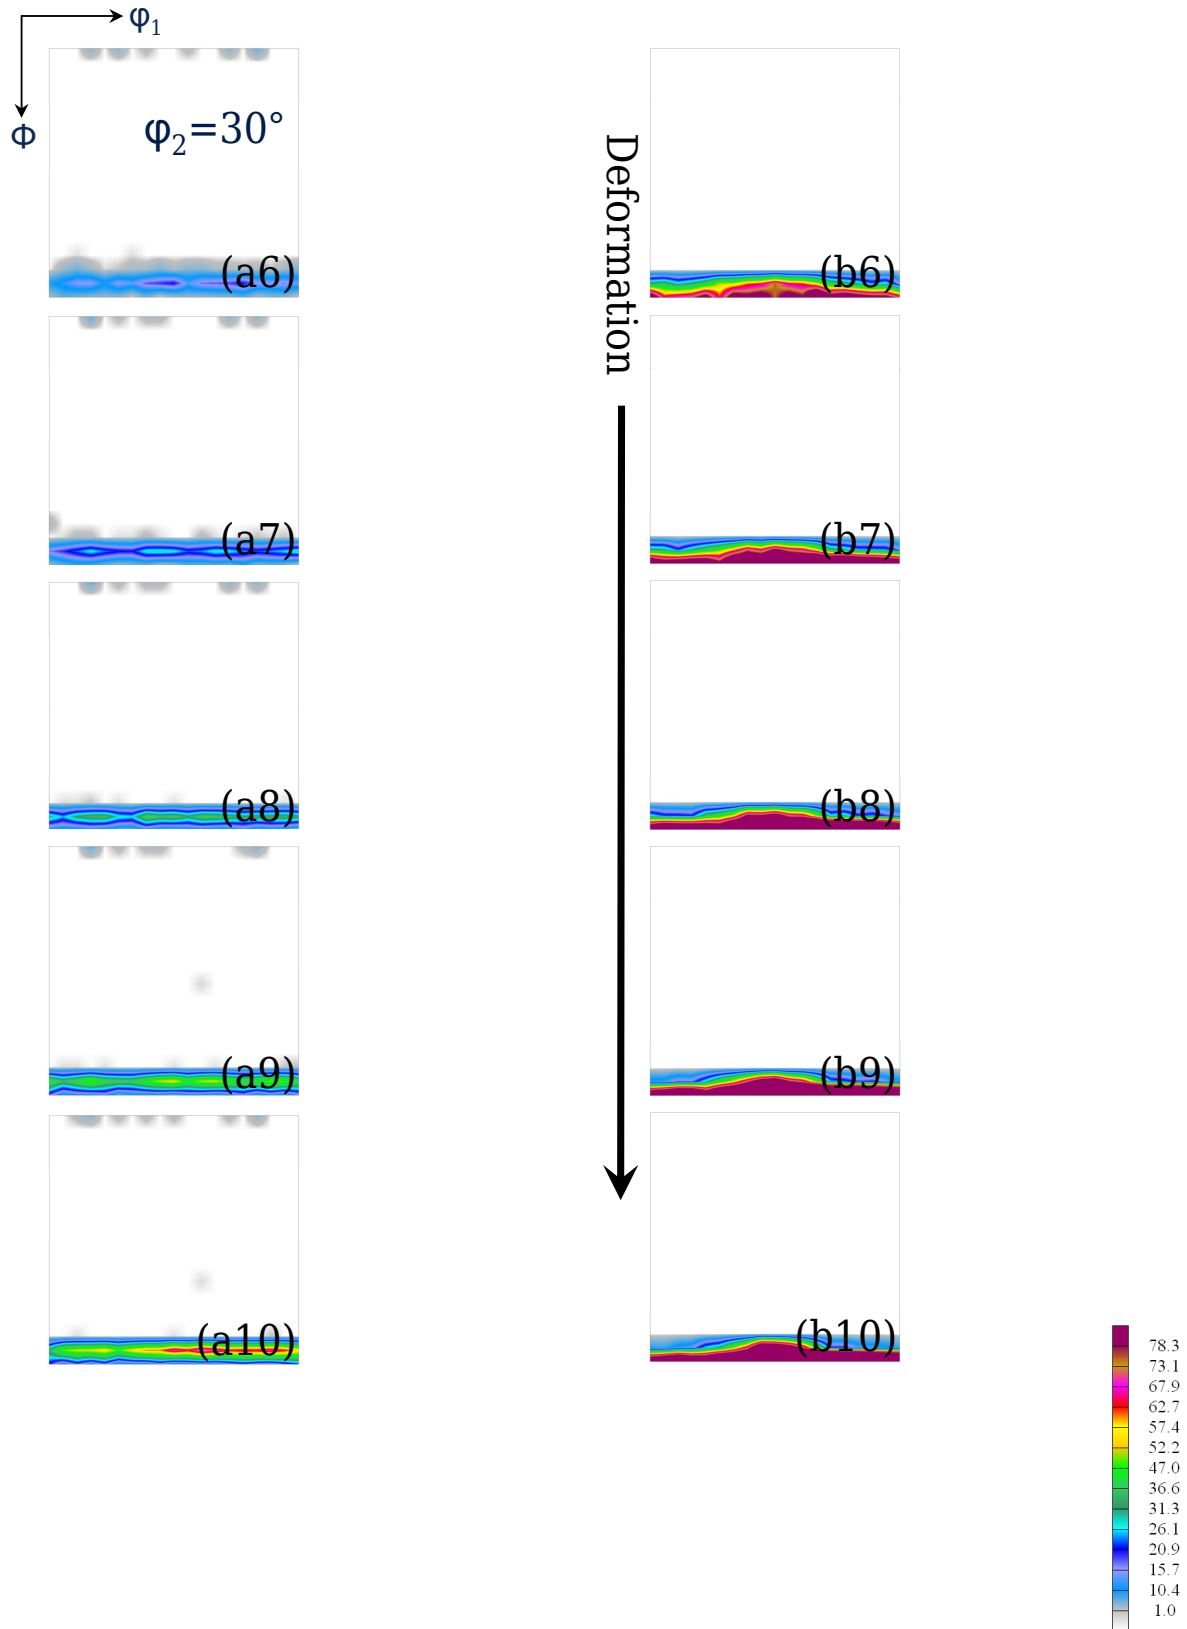 φ1
Φ
φ2=30°
Deformation
(a6)
(b6)
(a7)
(b7)
(a8)
(b8)
(a9)
(b9)
(a10)
(b10)
78.3
73.1
67.9
62.7
57.4
52.2
47.0
36.6
31.3
26.1
20.9
15.7
10.4
1.0